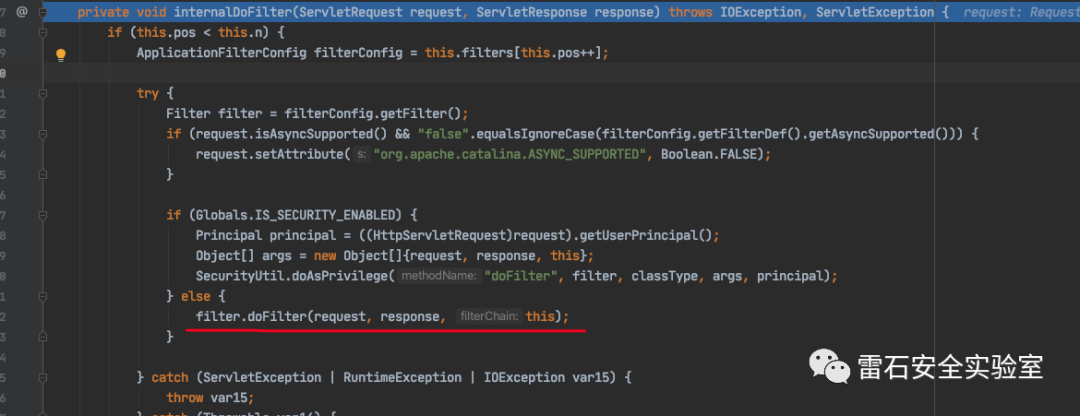 7 @ private void internalDoFilter(ServletRequest request, ServletResponse response) throws IOException, ServletException { request: Request
8 if (this.pos < this.n) {
9 ApplicationFilterConfig filterConfig = this.filters[this.pos++];
0
1 try {
2 Filter filter = filterConfig.getFilter();
3 if (request.isAsyncSupported() && "false".equalsIgnoreCase(filterConfig.getFilterDef().getAsyncSupported())) {
4 request.setAttribute( s: "org.apache.catalina.ASYNC_SUPPORTED", Boolean.FALSE);
5 }
6
7 if (Globals.IS_SECURITY_ENABLED) {
8 Principal principal = ((HttpServletRequest)request).getUserPrincipal();
9 Object[] args = new Object[]{request, response, this};
0 SecurityUtil.doAsPrivilege( methodName: "doFilter", filter, classType, args, principal);
1 } else {
2 filter.doFilter(request, response, filterChain: this);
3 }
4
5 } catch (ServletException | RuntimeException | IOException var15) {
6 throw var15;
} catch (Throwable var16) {
雷石安全实验室